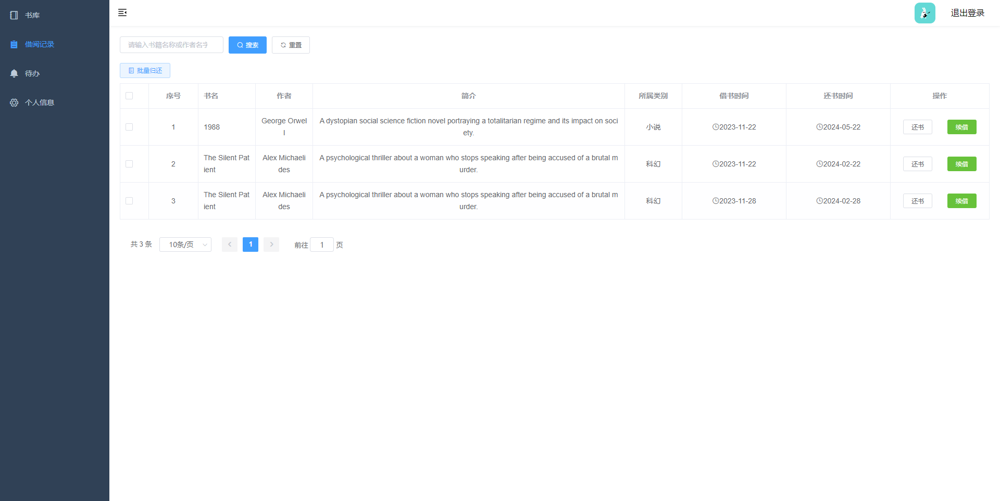 书库
借阅记录
待办
个人信息
退出登录
请输入书籍名称或作者名字
搜索
重置
批量归还
序号 书名 作者 简介 所属类别 借书时间 还书时间 操作
1 1988 George Orwel A dystopian social science fiction novel portraying a totalitarian regime and its impact on soci 小说 2023-11-22 2024-05-22 还书 续借
l ety.
2 The Silent Pat Alex Michaeli A psychological thriller about a woman who stops speaking after being accused of a brutal m 科幻 2023-11-22 2024-02-22 还书 续借
ient des urder.
3 The Silent Pat Alex Michaeli A psychological thriller about a woman who stops speaking after being accused of a brutal m 科幻 2023-11-28 2024-02-28 还书 续借
ient des urder.
共 3 条 10条/页 1 前往 1 页